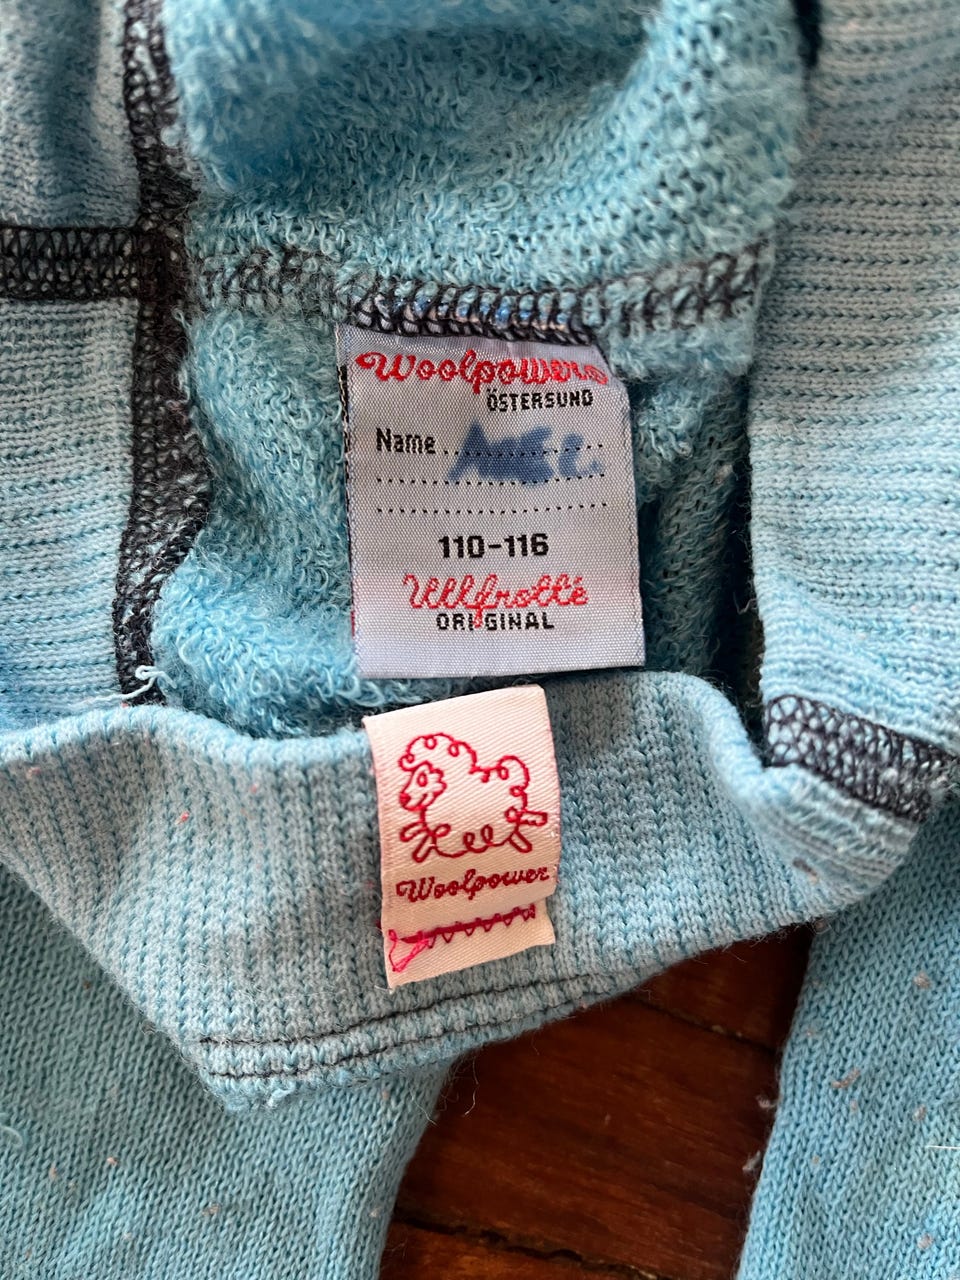 Woolpower®
ÖSTERSUND
Name
110-116
Ullfrotté
ORIGINAL
Woolpower